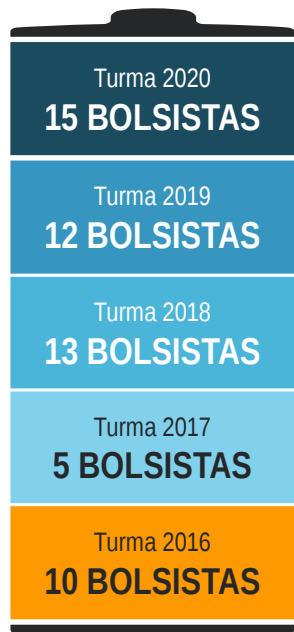 Turma 2020
15 BOLSISTAS
Turma 2019
12 BOLSISTAS
Turma 2018
13 BOLSISTAS
Turma 2017
5 BOLSISTAS
Turma 2016
10 BOLSISTAS